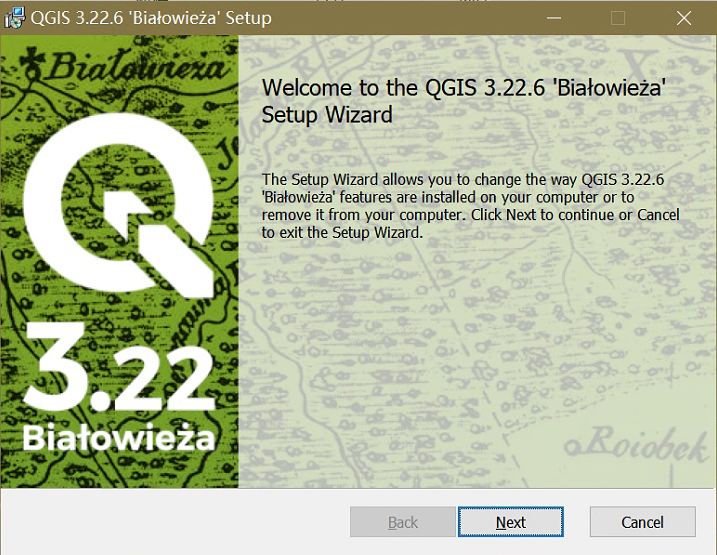 QGIS 3.22.6 'Białowieża' Setup
Białowieża
3.22
Białowieża
Welcome to the QGIS 3.22.6 'Białowieża'
Setup Wizard
The Setup Wizard allows you to change the way QGIS 3.22.6
'Białowieża' features are installed on your computer or to
remove it from your computer. Click Next to continue or Cancel
to exit the Setup Wizard.
Roiobek
Back
Next
Cancel